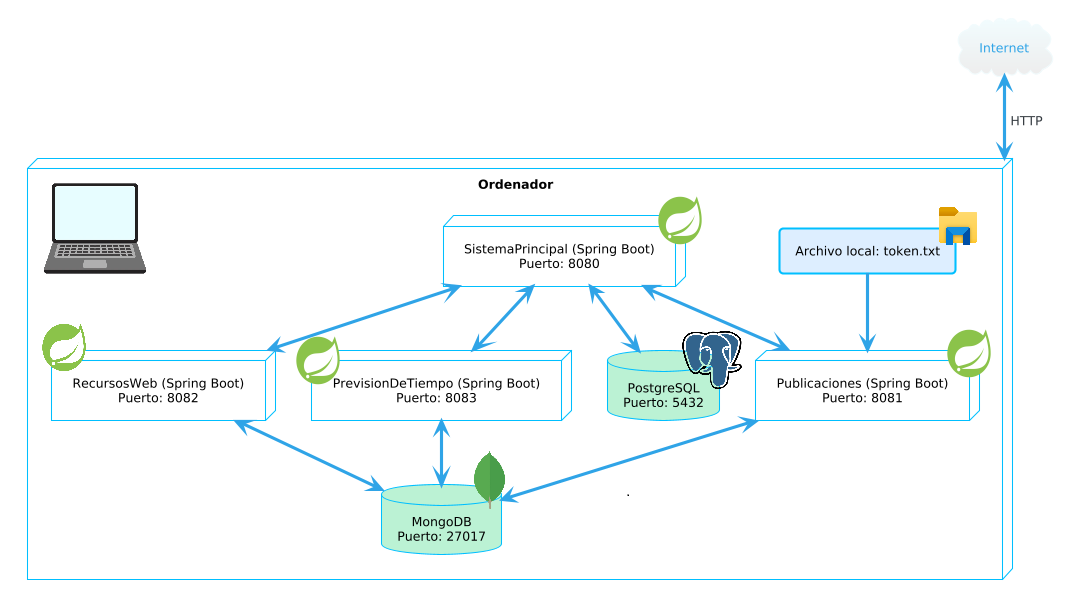 Internet
HTTP
Ordenador
SistemaPrincipal (Spring Boot)
Puerto: 8080
Archivo local: token.txt
RecursosWeb (Spring Boot)
Puerto: 8082
PrevisionDeTiempo (Spring Boot)
Puerto: 8083
PostgreSQL
Puerto: 5432
Publicaciones (Spring Boot)
Puerto: 8081
.
MongoDB
Puerto: 27017